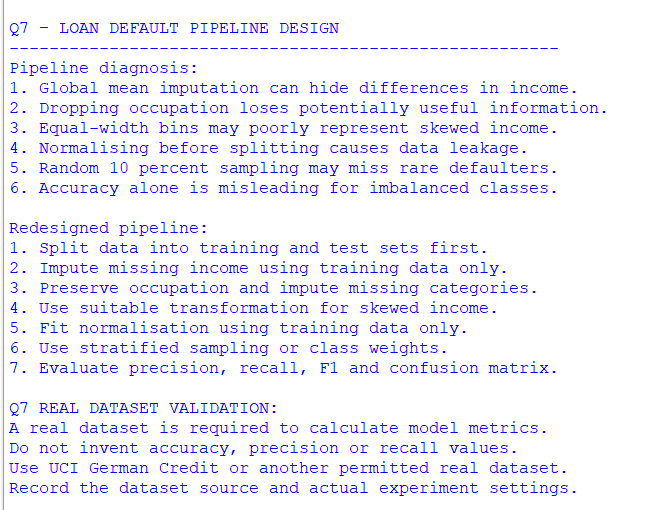 Q7 - LOAN DEFAULT PIPELINE DESIGN
-------------------------------------------------------
Pipeline diagnosis:
1. Global mean imputation can hide differences in income.
2. Dropping occupation loses potentially useful information.
3. Equal-width bins may poorly represent skewed income.
4. Normalising before splitting causes data leakage.
5. Random 10 percent sampling may miss rare defaulters.
6. Accuracy alone is misleading for imbalanced classes.

Redesigned pipeline:
1. Split data into training and test sets first.
2. Impute missing income using training data only.
3. Preserve occupation and impute missing categories.
4. Use suitable transformation for skewed income.
5. Fit normalisation using training data only.
6. Use stratified sampling or class weights.
7. Evaluate precision, recall, F1 and confusion matrix.

Q7 REAL DATASET VALIDATION:
A real dataset is required to calculate model metrics.
Do not invent accuracy, precision or recall values.
Use UCI German Credit or another permitted real dataset.
Record the dataset source and actual experiment settings.